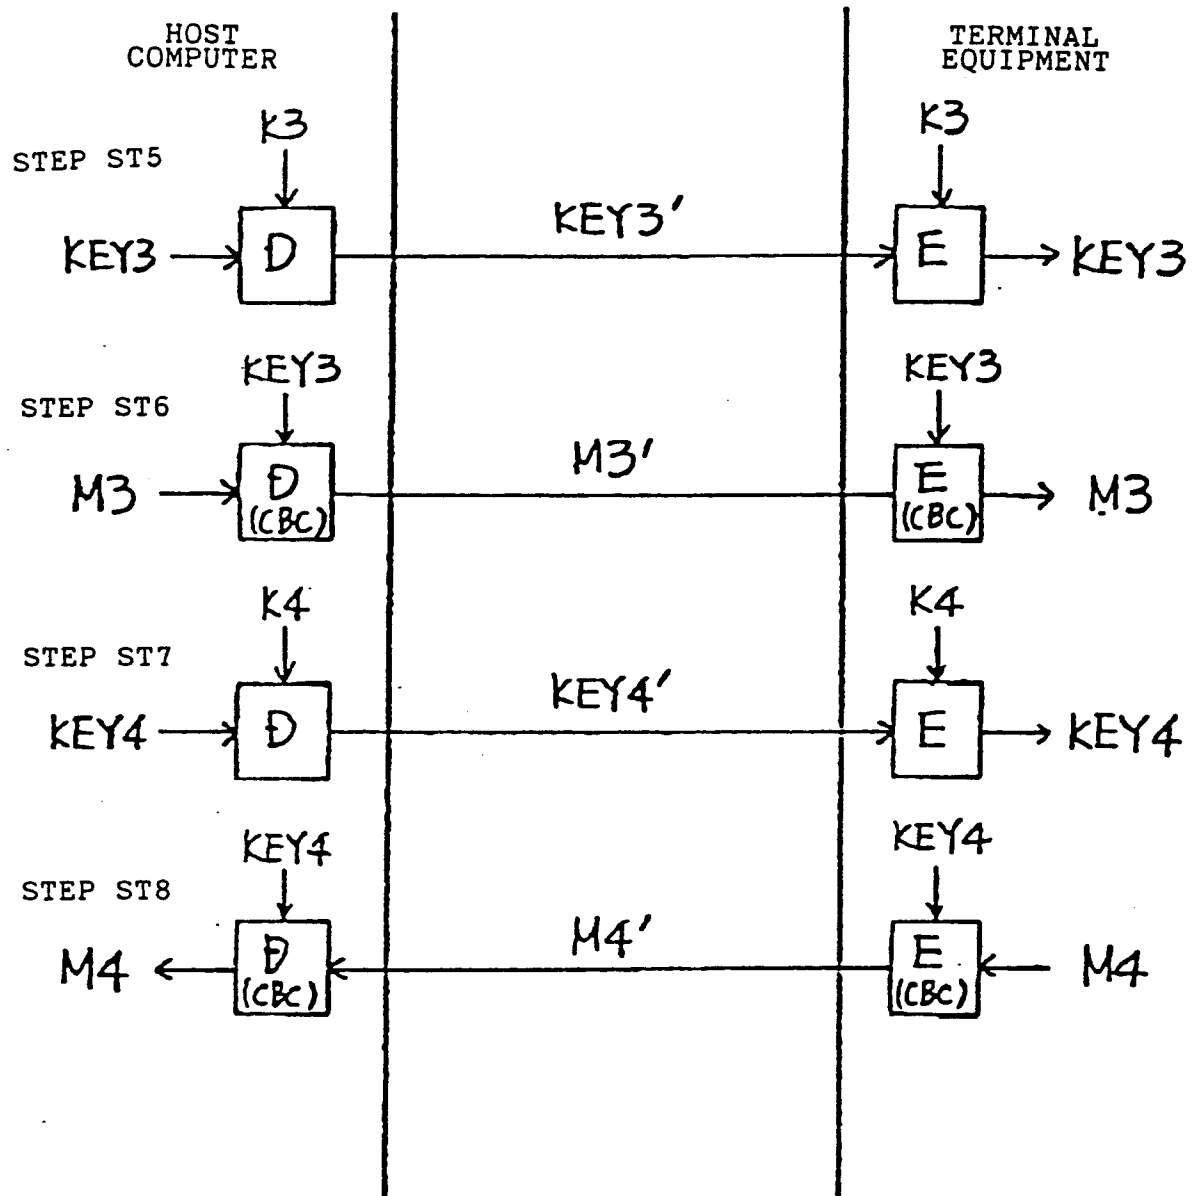 HOST
COMPUTER
TERMINAL
EQUIPMENT
STEP ST5
K3
K3
KEY3
D
KEY3'
E
KEY3
STEP ST6
KEY3
KEY3
M3
D
(CBC)
M3'
E
(CBC)
M3
STEP ST7
K4
K4
KEY4
D
KEY4'
E
KEY4
STEP ST8
KEY4
KEY4
M4
D
(CBC)
M4'
E
(CBC)
M4